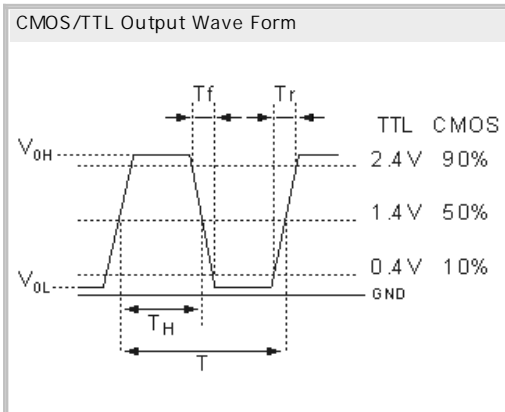 CMOS/TTL Output Wave Form
Tf Tr
TTL CMOS
V0H 2.4V 90%
1.4V 50%
0.4V 10%
V0L GND
TH
T